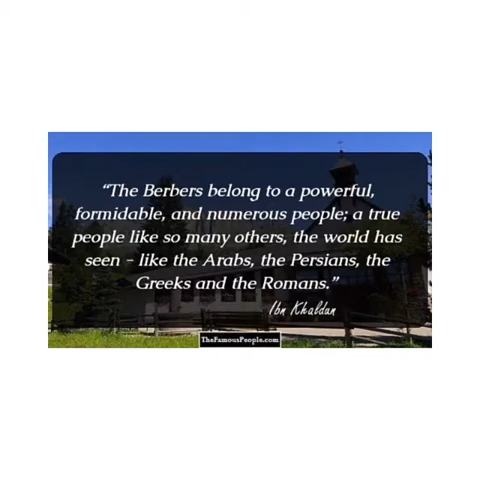 “The Berbers belong to a powerful,
formidable, and numerous people; a true
people like so many others, the world has
seen - like the Arabs, the Persians, the
Greeks and the Romans.”
Ibn Khaldun
TheFamousPeople.com